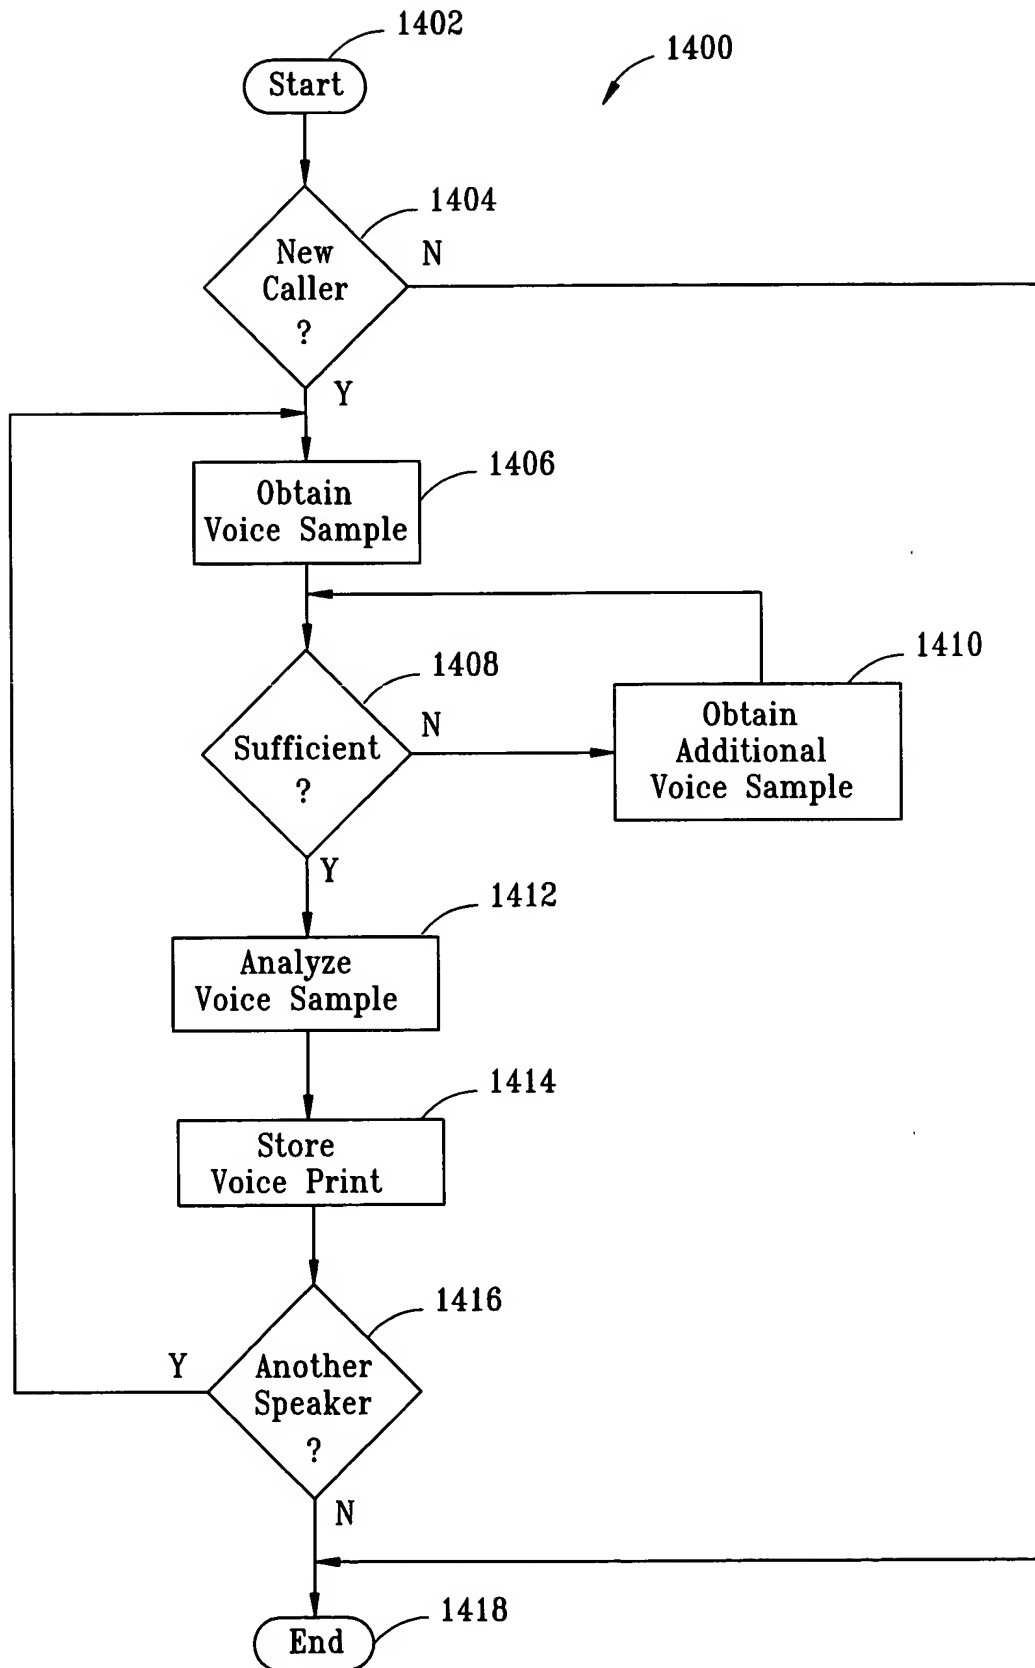 1402
Start
1400
1404
New
Caller
?
N
Y
1406
Obtain
Voice Sample
1408
Sufficient
?
N
1410
Obtain
Additional
Voice Sample
Y
1412
Analyze
Voice Sample
1414
Store
Voice Print
1416
Another
Speaker
?
Y
N
1418
End